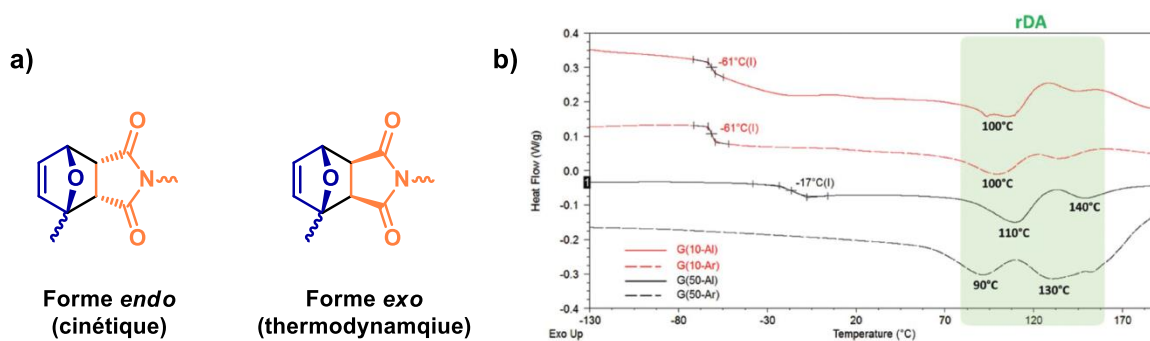 a)
O
O
N
O
Forme endo
(cinétique)
O
O
N
O
Forme exo
(thermodynamqiue)
b)
rDA
0.4
0.3
0.2
0.1
0.0
-0.1
-0.2
-0.3
-0.4
Heat Flow (W/g)
1
-61°C(I)
-61°C(I)
-17°C(I)
100°C
100°C
140°C
110°C
90°C
130°C
G(10-Al)
G(10-Ar)
G(50-Al)
G(50-Ar)
-130
-80
-30
20
70
120
170
Exo Up
Temperature (°C)